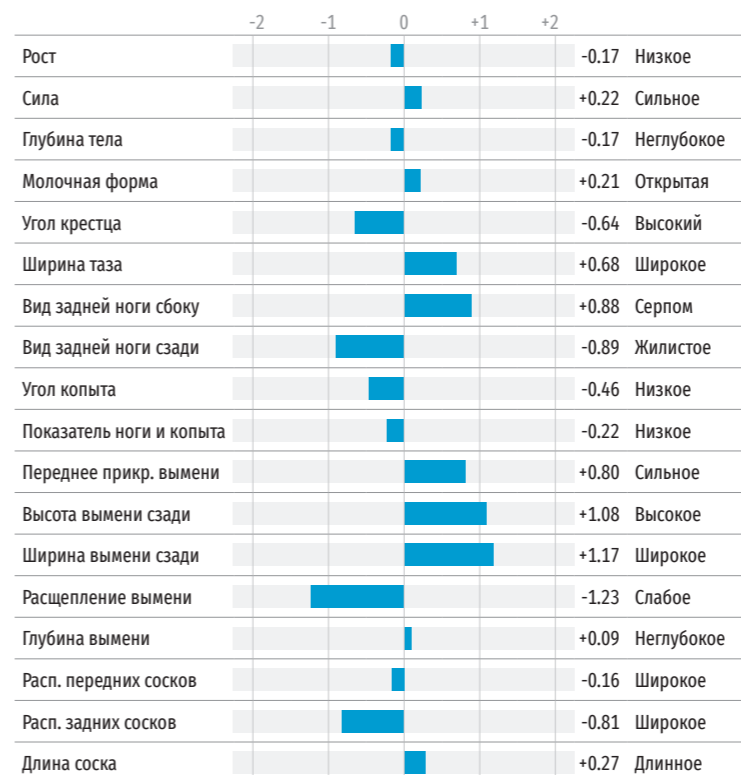 -2 -1 0 +1 +2
Рост -0.17 Низкое
Сила +0.22 Сильное
Глубина тела -0.17 Неглубокое
Молочная форма +0.21 Открытая
Угол крестца -0.64 Высокий
Ширина таза +0.68 Широкое
Вид задней ноги сбоку +0.88 Серпом
Вид задней ноги сзади -0.89 Жилистое
Угол копыта -0.46 Низкое
Показатель ноги и копыта -0.22 Низкое
Переднее прикр. вымени +0.80 Сильное
Высота вымени сзади +1.08 Высокое
Ширина вымени сзади +1.17 Широкое
Расщепление вымени -1.23 Слабое
Глубина вымени +0.09 Неглубокое
Расп. передних сосков -0.16 Широкое
Расп. задних сосков -0.81 Широкое
Длина соска +0.27 Длинное